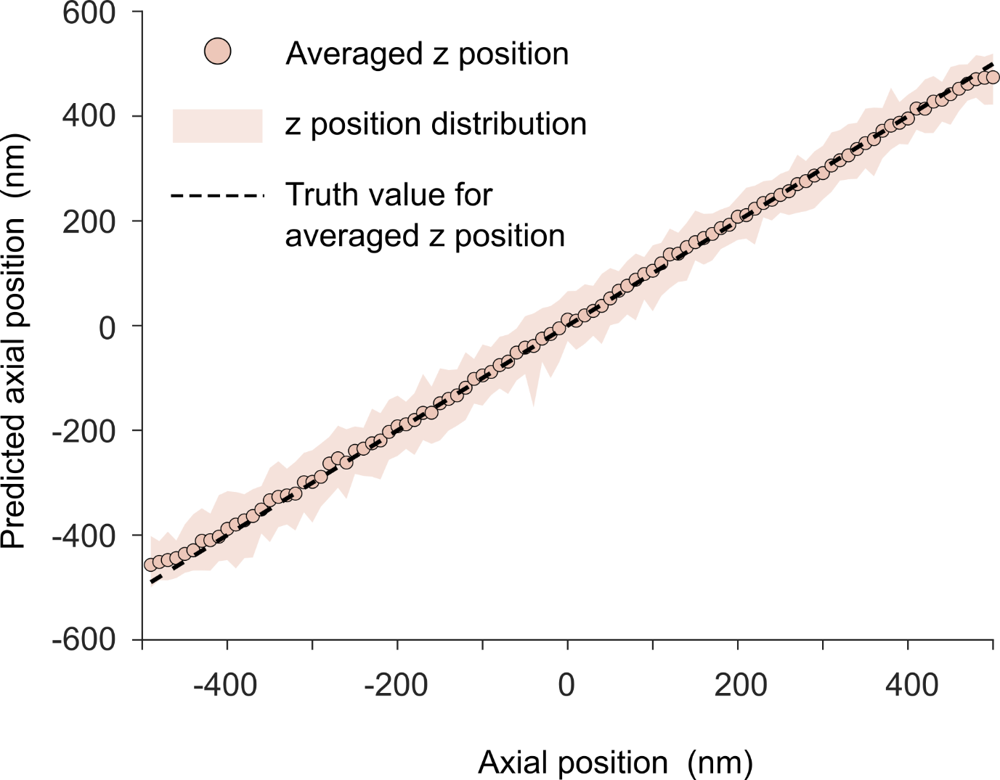 600
400
200
0
-200
-400
-600
Predicted axial position (nm)
Averaged z position
z position distribution
Truth value for
averaged z position
-400 -200 0 200 400
Axial position (nm)